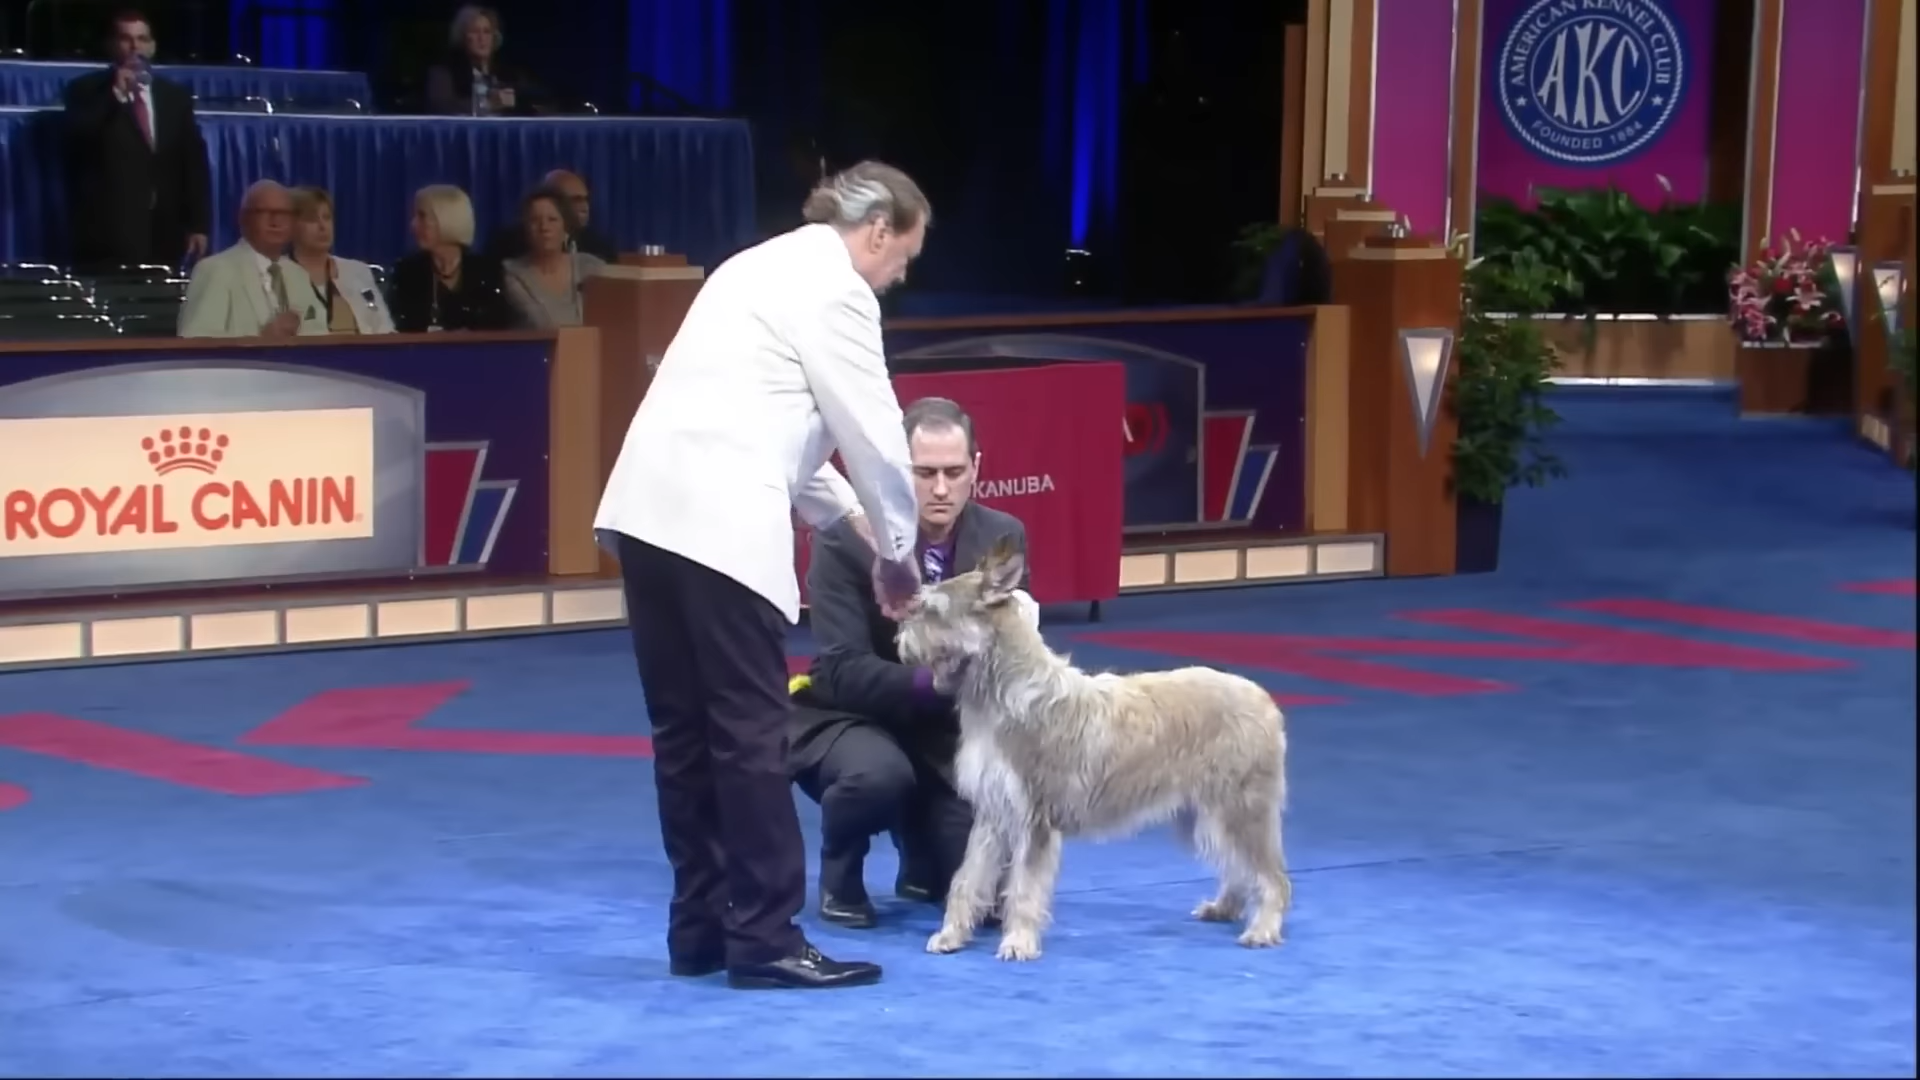 AMERICAN KENNEL CLUB
AKC
FOUNDED 1884
ROYAL CANIN
KANUBA